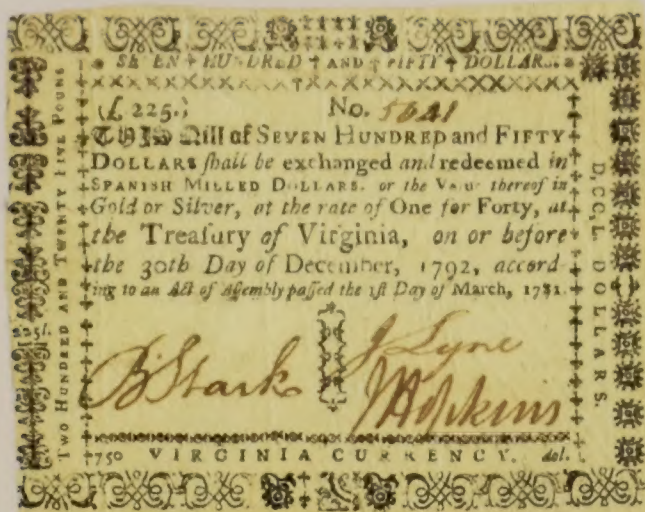 SEVEN HUNDRED AND FIFTY DOLLARS.
(£ 225.) No. 5041
THIS Bill of SEVEN HUNDRED and FIFTY
DOLLARS ſhall be exchanged and redeemed in
SPANISH MILLED DOLLARS, or the Value thereof in
Gold or Silver, at the rate of One for Forty, at
the Treaſury of Virginia, on or before
the 30th Day of December, 1792, accord-
ing to an Act of Aſſembly paſſed the 1ſt Day of March, 1781.
B Stark
J Lyne
J Hopkins
750 VIRGINIA CURRENCY. dol.
TWO HUNDRED AND TWENTY FIVE POUNDS
D,CC,L. DOLLARS.